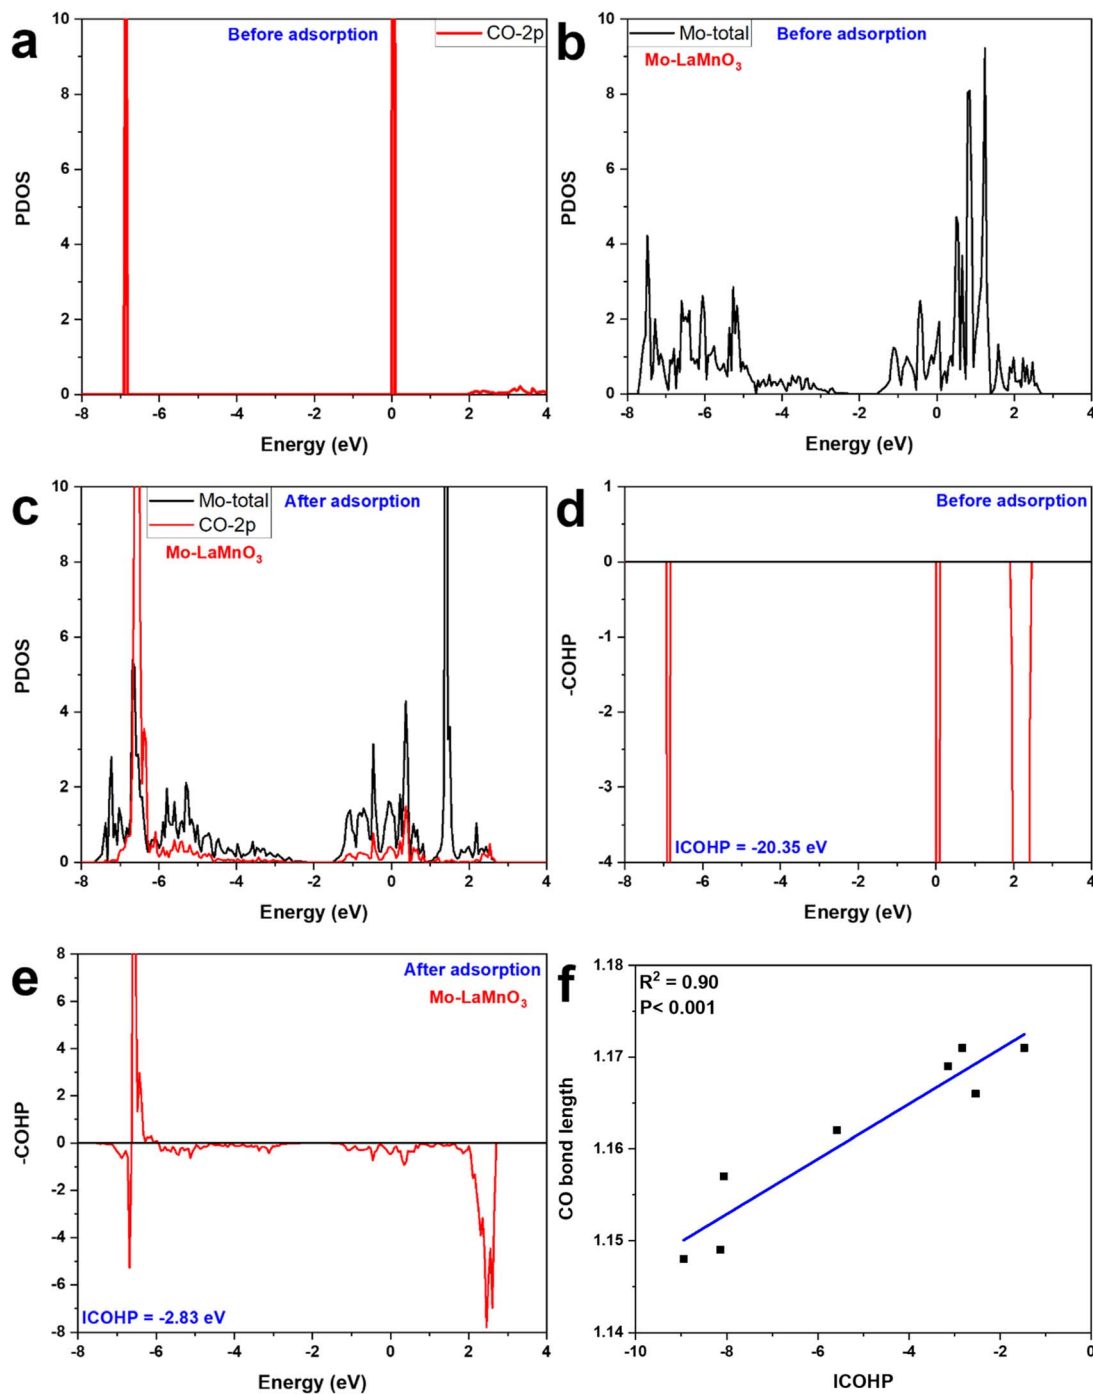 a
Before adsorption
CO-2p
10
8
6
4
2
0
PDOS
-8 -6 -4 -2 0 2 4
Energy (eV)
b
Mo-total
Before adsorption
Mo-LaMnO3
10
8
6
4
2
0
PDOS
-8 -6 -4 -2 0 2 4
Energy (eV)
c
Mo-total
CO-2p
After adsorption
Mo-LaMnO3
10
8
6
4
2
0
PDOS
-8 -6 -4 -2 0 2 4
Energy (eV)
d
Before adsorption
1
0
-1
-2
-3
-4
-COHP
ICOHP = -20.35 eV
-8 -6 -4 -2 0 2 4
Energy (eV)
e
After adsorption
Mo-LaMnO3
8
6
4
2
0
-2
-4
-6
-8
-COHP
ICOHP = -2.83 eV
-8 -6 -4 -2 0 2 4
Energy (eV)
f
R2 = 0.90
P< 0.001
1.18
1.17
1.16
1.15
1.14
CO bond length
-10 -8 -6 -4 -2 0
ICOHP